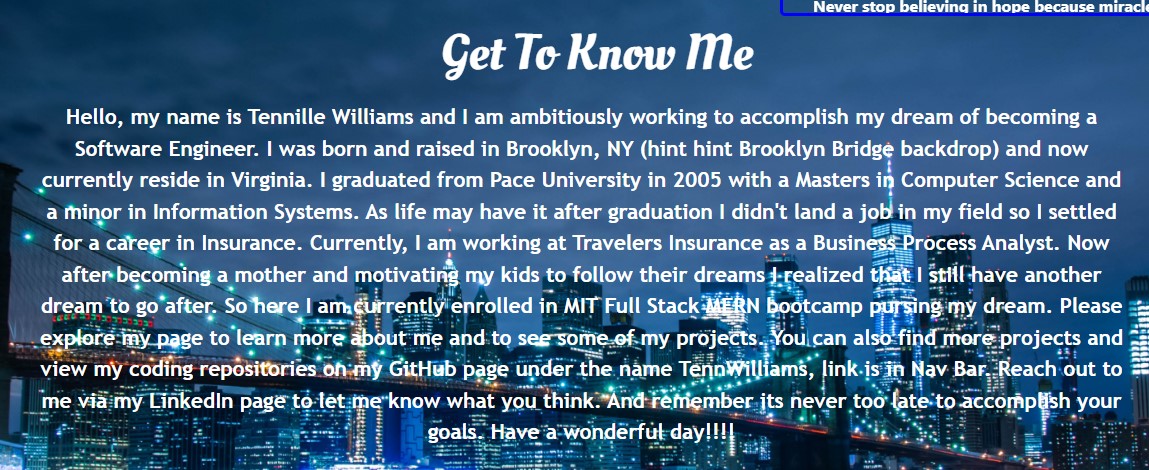 Never stop believing in hope because miracle
Get To Know Me
Hello, my name is Tennille Williams and I am ambitiously working to accomplish my dream of becoming a
Software Engineer. I was born and raised in Brooklyn, NY (hint hint Brooklyn Bridge backdrop) and now
currently reside in Virginia. I graduated from Pace University in 2005 with a Masters in Computer Science and
a minor in Information Systems. As life may have it after graduation I didn't land a job in my field so I settled
for a career in Insurance. Currently, I am working at Travelers Insurance as a Business Process Analyst. Now
after becoming a mother and motivating my kids to follow their dreams I realized that I still have another
dream to go after. So here I am currently enrolled in MIT Full Stack MERN bootcamp pursing my dream. Please
explore my page to learn more about me and to see some of my projects. You can also find more projects and
view my coding repositories on my GitHub page under the name TennWilliams, link is in Nav Bar. Reach out to
me via my LinkedIn page to let me know what you think. And remember its never too late to accomplish your
goals. Have a wonderful day!!!!